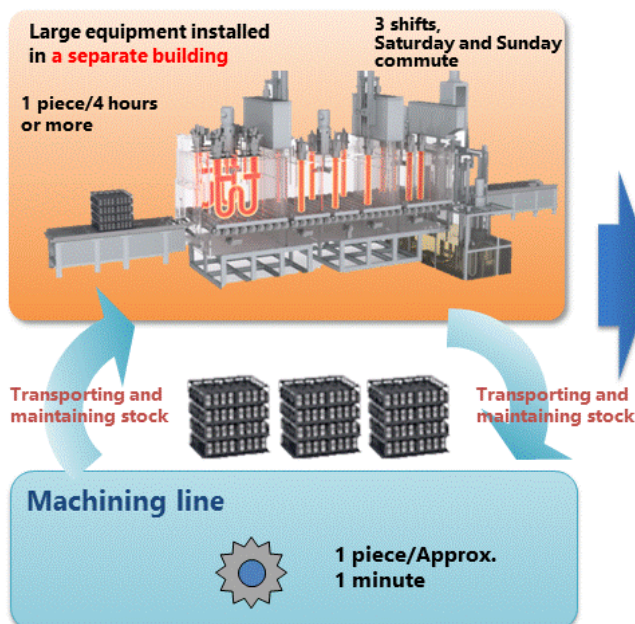 Large equipment installed
in a separate building
3 shifts,
Saturday and Sunday
commute
1 piece/4 hours
or more
Transporting and
maintaining stock
Transporting and
maintaining stock
Machining line
1 piece/Approx.
1 minute